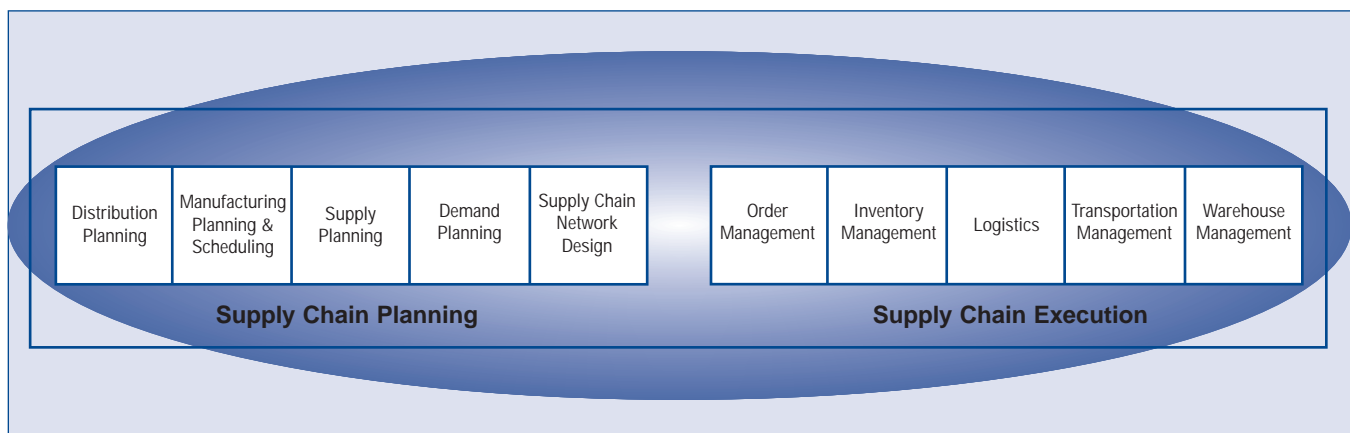 Distribution
Planning
Manufacturing
Planning &
Scheduling
Supply
Planning
Demand
Planning
Supply Chain
Network
Design
Order
Management
Inventory
Management
Logistics
Transportation
Management
Warehouse
Management
Supply Chain Planning
Supply Chain Execution